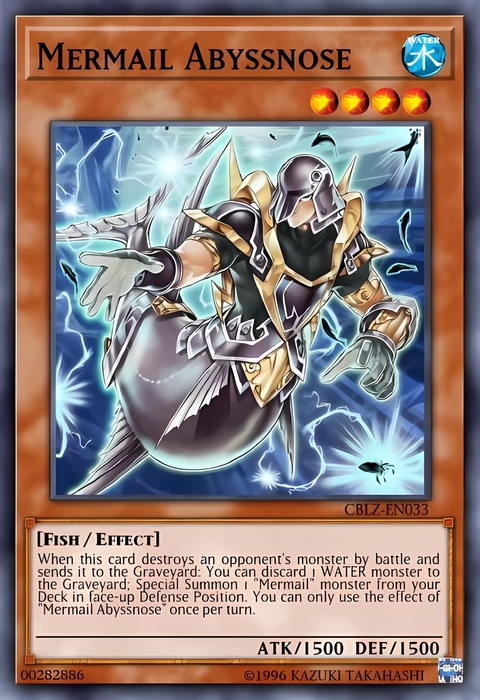 MERMAIL ABYSSNOSE
WATER
水
CBLZ-EN033
[FISH / EFFECT]
When this card destroys an opponent's monster by battle and
sends it to the Graveyard: You can discard 1 WATER monster to
the Graveyard; Special Summon 1 "Mermail" monster from your
Deck in face-up Defense Position. You can only use the effect of
"Mermail Abyssnose" once per turn.
ATK/1500 DEF/1500
00282886
©1996 KAZUKI TAKAHASHI